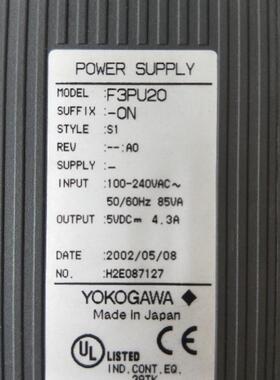 POWER SUPPLY
MODEL :F3PU20
SUFFIX :-0N
STYLE :S1
REV :--:A0
SUPPLY :-
INPUT :100-240VAC~
50/60Hz 85VA
OUTPUT :5VDC⎓ 4.3A
DATE :2002/05/08
NO. :H2E087127
YOKOGAWA ◆
Made in Japan
UL LISTED CE
IND.CONT.EQ.